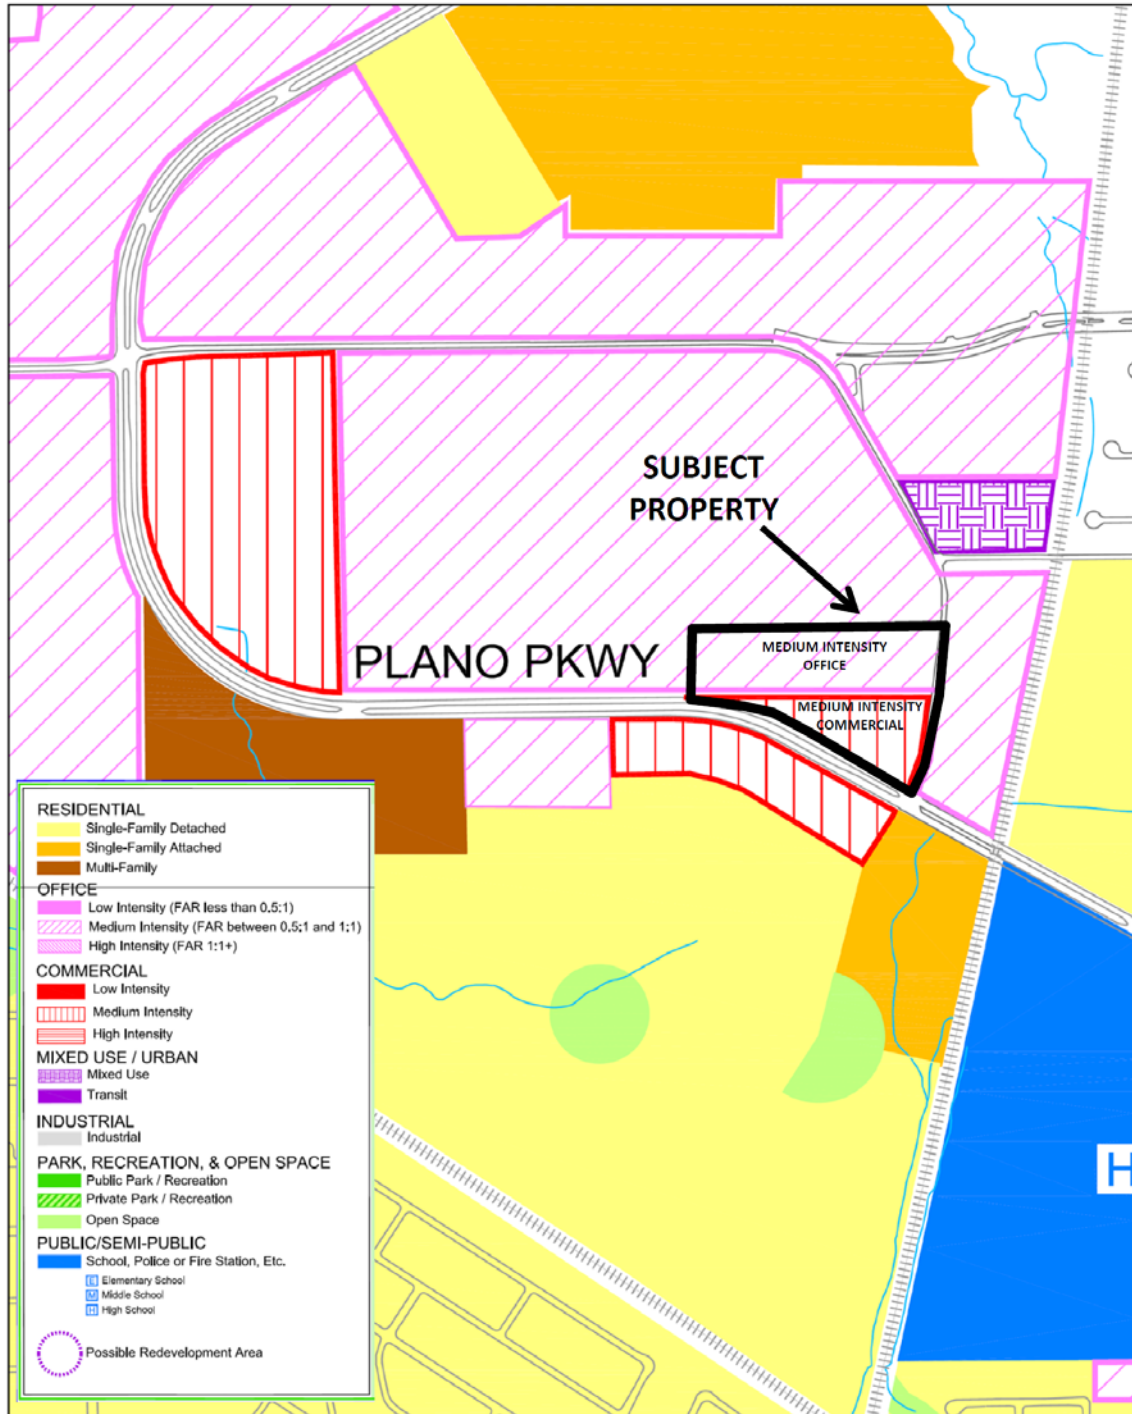 SUBJECT
PROPERTY
MEDIUM INTENSITY
OFFICE
PLANO PKWY
MEDIUM INTENSITY
COMMERCIAL
RESIDENTIAL
Single-Family Detached
Single-Family Attached
Multi-Family
OFFICE
Low Intensity (FAR less than 0.5:1)
Medium Intensity (FAR between 0.5:1 and 1:1)
High Intensity (FAR 1:1+)
COMMERCIAL
Low Intensity
Medium Intensity
High Intensity
MIXED USE / URBAN
Mixed Use
Transit
INDUSTRIAL
Industrial
PARK, RECREATION, & OPEN SPACE
Public Park / Recreation
Private Park / Recreation
Open Space
PUBLIC/SEMI-PUBLIC
School, Police or Fire Station, Etc.
E Elementary School
M Middle School
H High School
Possible Redevelopment Area
H